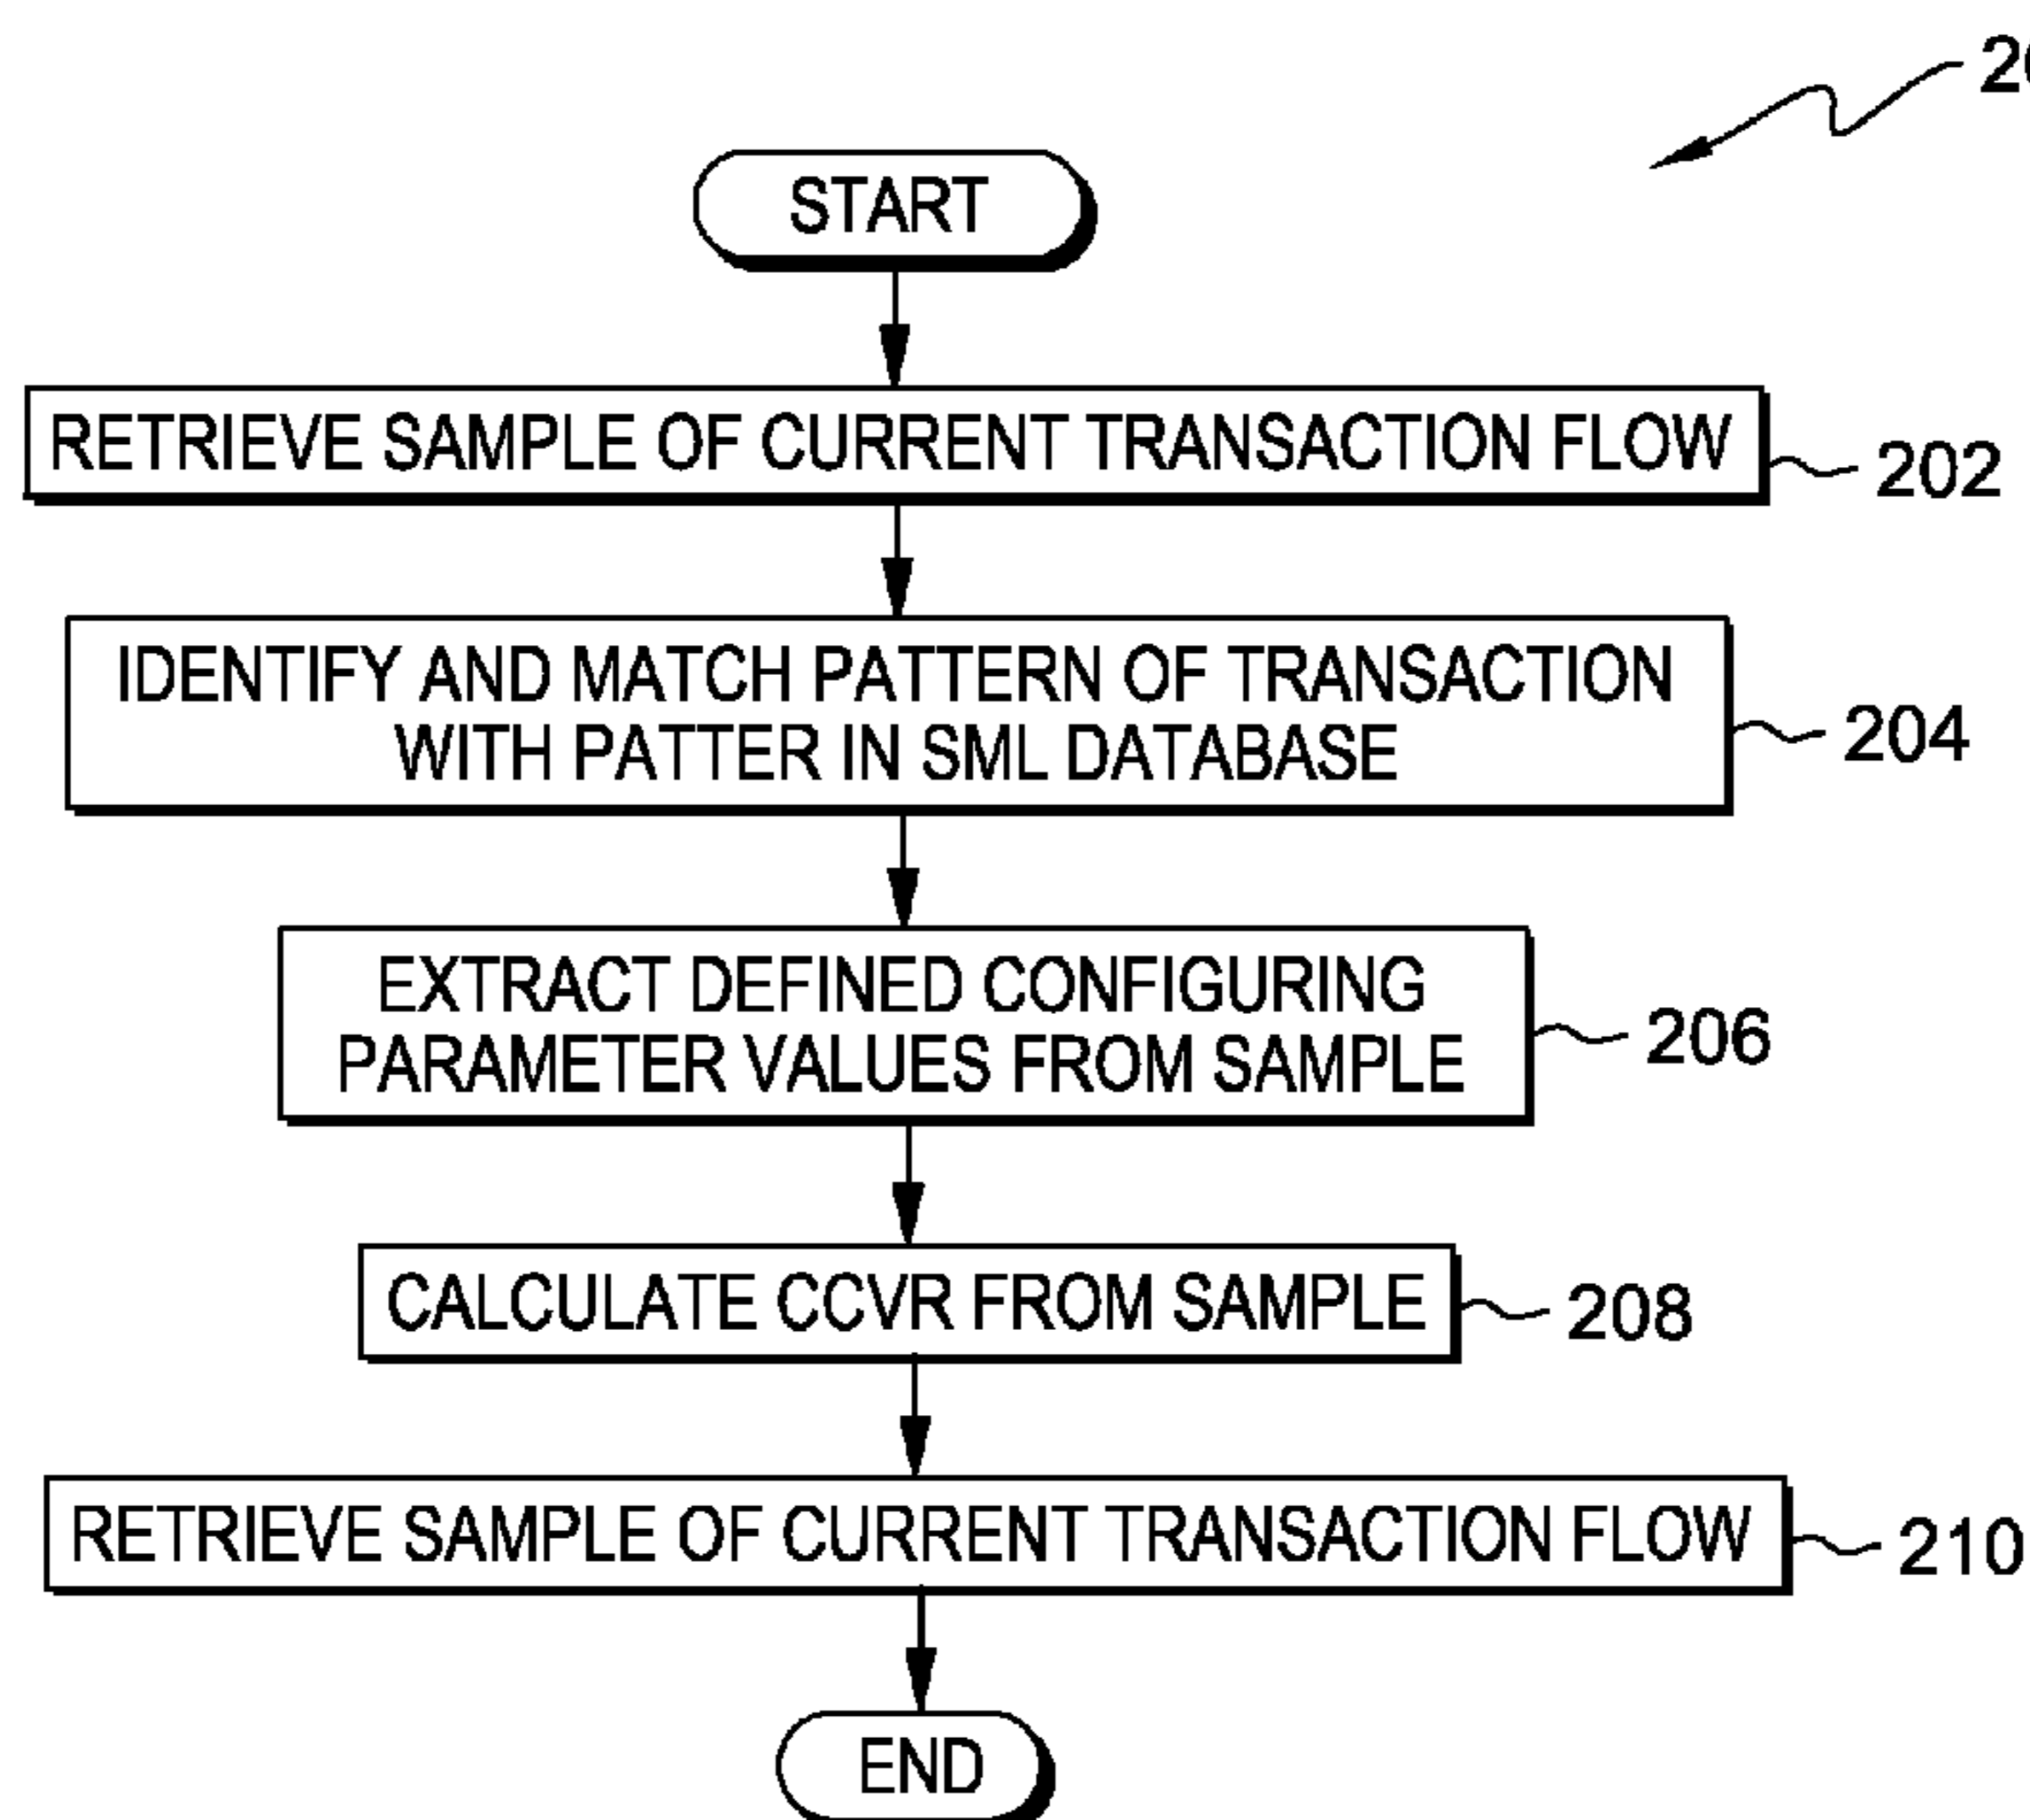 START
RETRIEVE SAMPLE OF CURRENT TRANSACTION FLOW
202
IDENTIFY AND MATCH PATTERN OF TRANSACTION
WITH PATTER IN SML DATABASE
204
EXTRACT DEFINED CONFIGURING
PARAMETER VALUES FROM SAMPLE
206
CALCULATE CCVR FROM SAMPLE
208
RETRIEVE SAMPLE OF CURRENT TRANSACTION FLOW
210
END